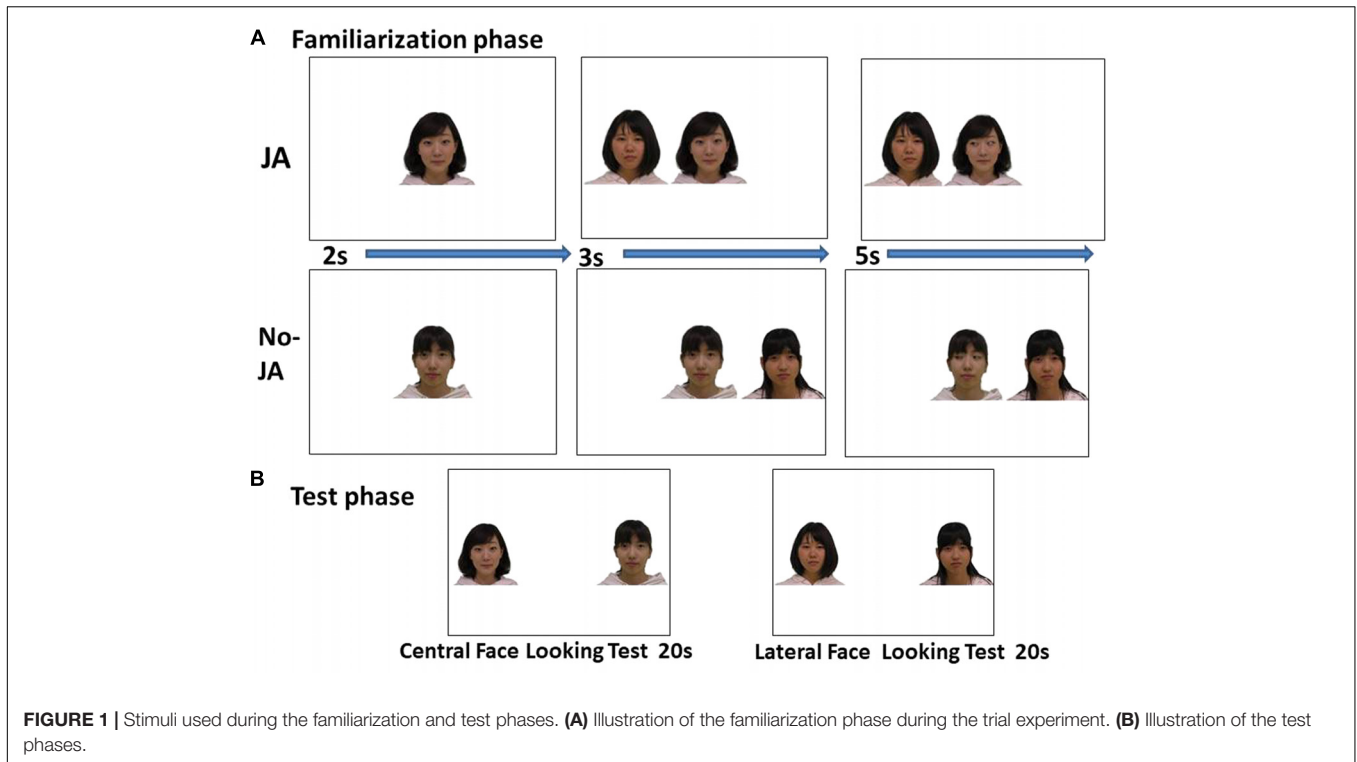 A Familiarization phase
JA
2s 3s 5s
No-
JA
B Test phase
Central Face Looking Test 20s
Lateral Face Looking Test 20s
FIGURE 1 | Stimuli used during the familiarization and test phases. (A) Illustration of the familiarization phase during the trial experiment. (B) Illustration of the test
phases.